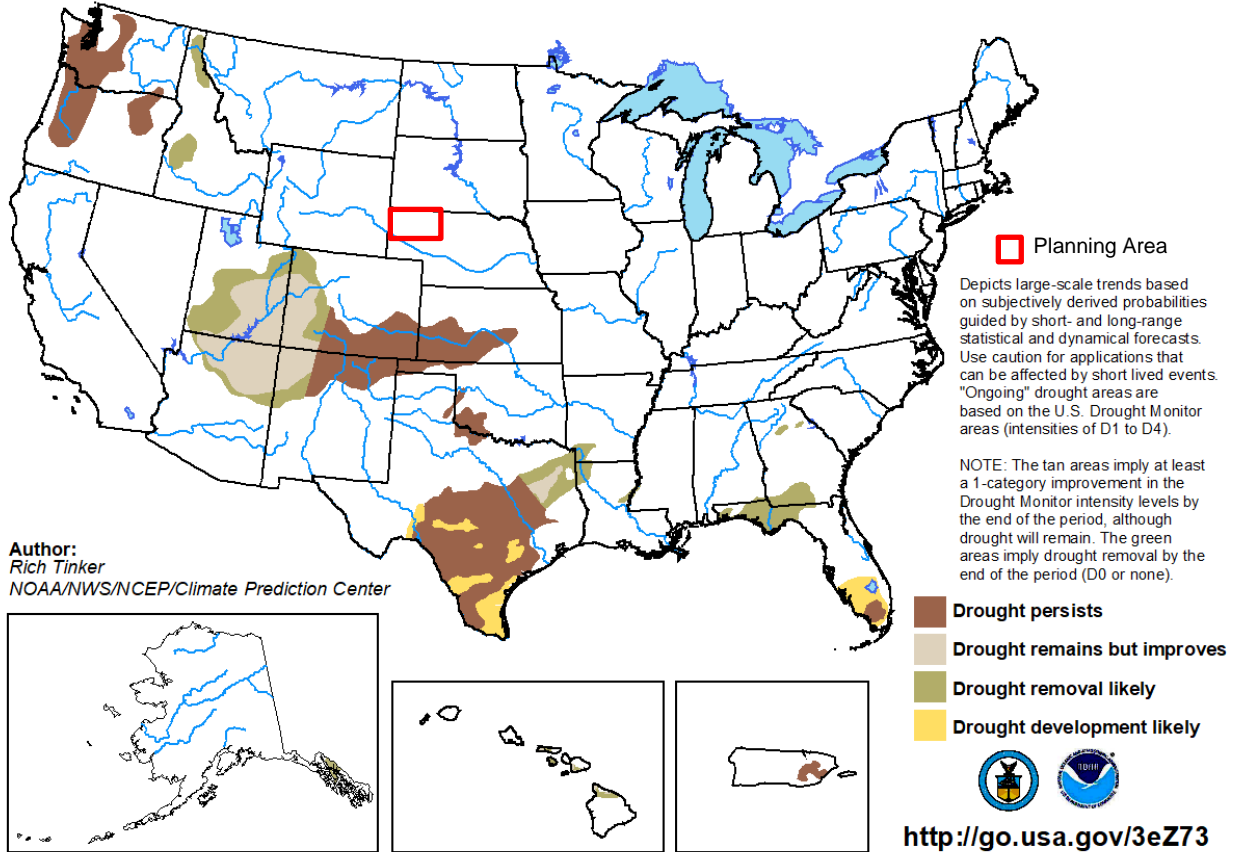 Planning Area
Depicts large-scale trends based
on subjectively derived probabilities
guided by short- and long-range
statistical and dynamical forecasts.
Use caution for applications that
can be affected by short lived events.
"Ongoing" drought areas are
based on the U.S. Drought Monitor
areas (intensities of D1 to D4).
NOTE: The tan areas imply at least
a 1-category improvement in the
Drought Monitor intensity levels by
the end of the period, although
drought will remain. The green
areas imply drought removal by the
end of the period (D0 or none).
Author:
Rich Tinker
NOAA/NWS/NCEP/Climate Prediction Center
Drought persists
Drought remains but improves
Drought removal likely
Drought development likely
http://go.usa.gov/3eZ73